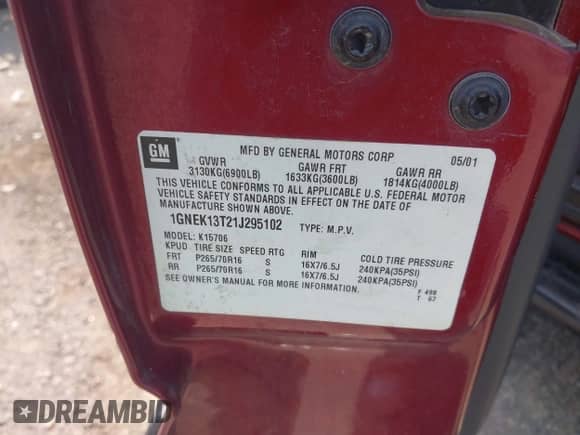 GM
MFD BY GENERAL MOTORS CORP
05/01
GVWR GAWR FRT GAWR RR
3130KG(6900LB) 1633KG(3600LB) 1814KG(4000LB)
THIS VEHICLE CONFORMS TO ALL APPLICABLE U.S. FEDERAL MOTOR
VEHICLE SAFETY STANDARDS IN EFFECT ON THE DATE OF
MANUFACTURE SHOWN ABOVE.
1GNEK13T21J295102 TYPE: M.P.V.
MODEL: K15706
KPUD TIRE SIZE SPEED RTG RIM COLD TIRE PRESSURE
FRT P265/70R16 S 16X7/6.5J 240KPA(35PSI)
RR P265/70R16 S 16X7/6.5J 240KPA(35PSI)
SEE OWNER'S MANUAL FOR MORE INFORMATION.
F 498
T 67
DREAMBID